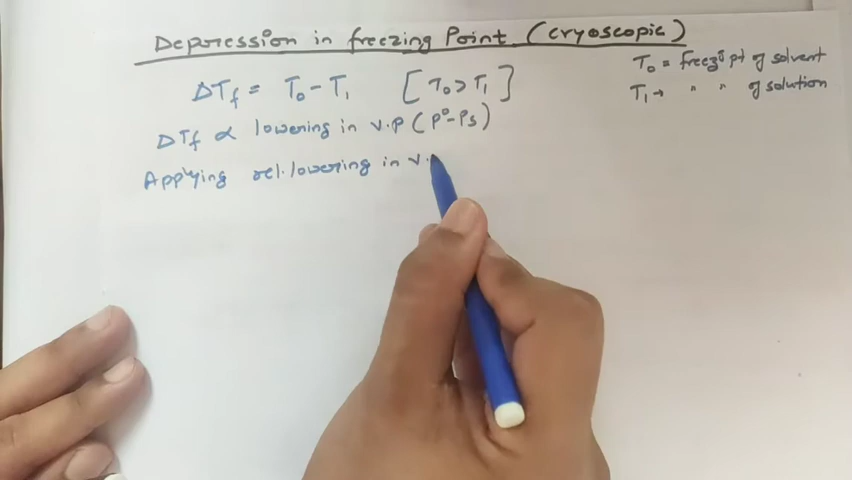 Depression in freezing Point (cryoscopic)
ΔTf = T₀ - T₁ [T₀ > T₁]
T₀ = freezg pt of solvent
T₁ → " " of solution
ΔTf ∝ lowering in v.p (p° - ps)
Applying rel. lowering in v.